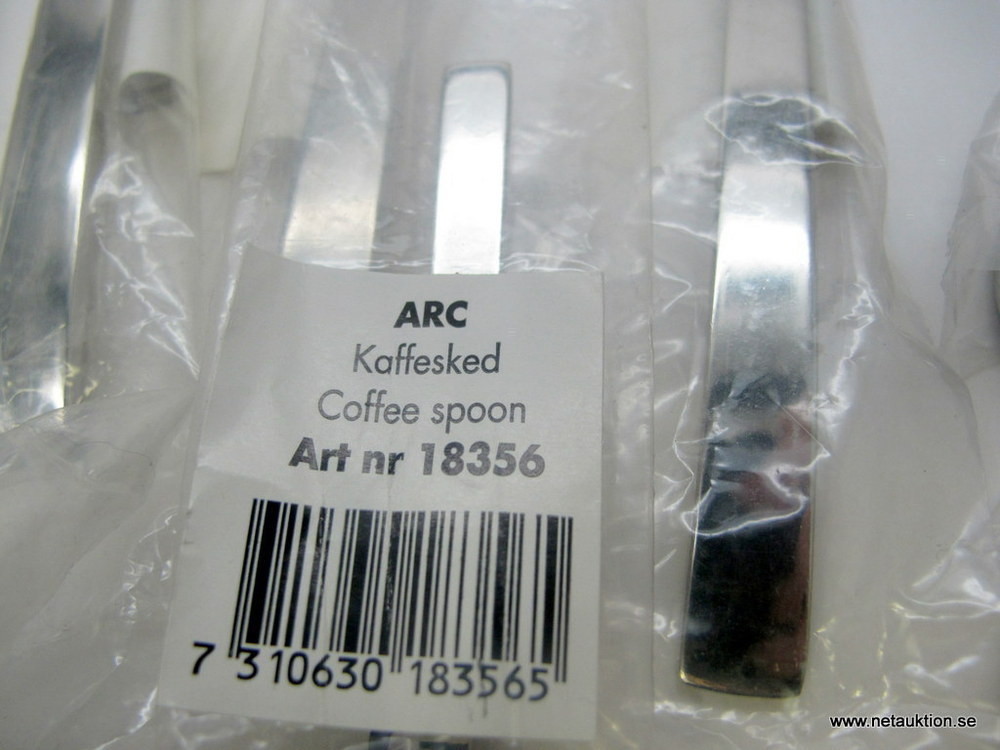 ARC
Kaffesked
Coffee spoon
Art nr 18356
7 310630 183565
www.netauktion.se